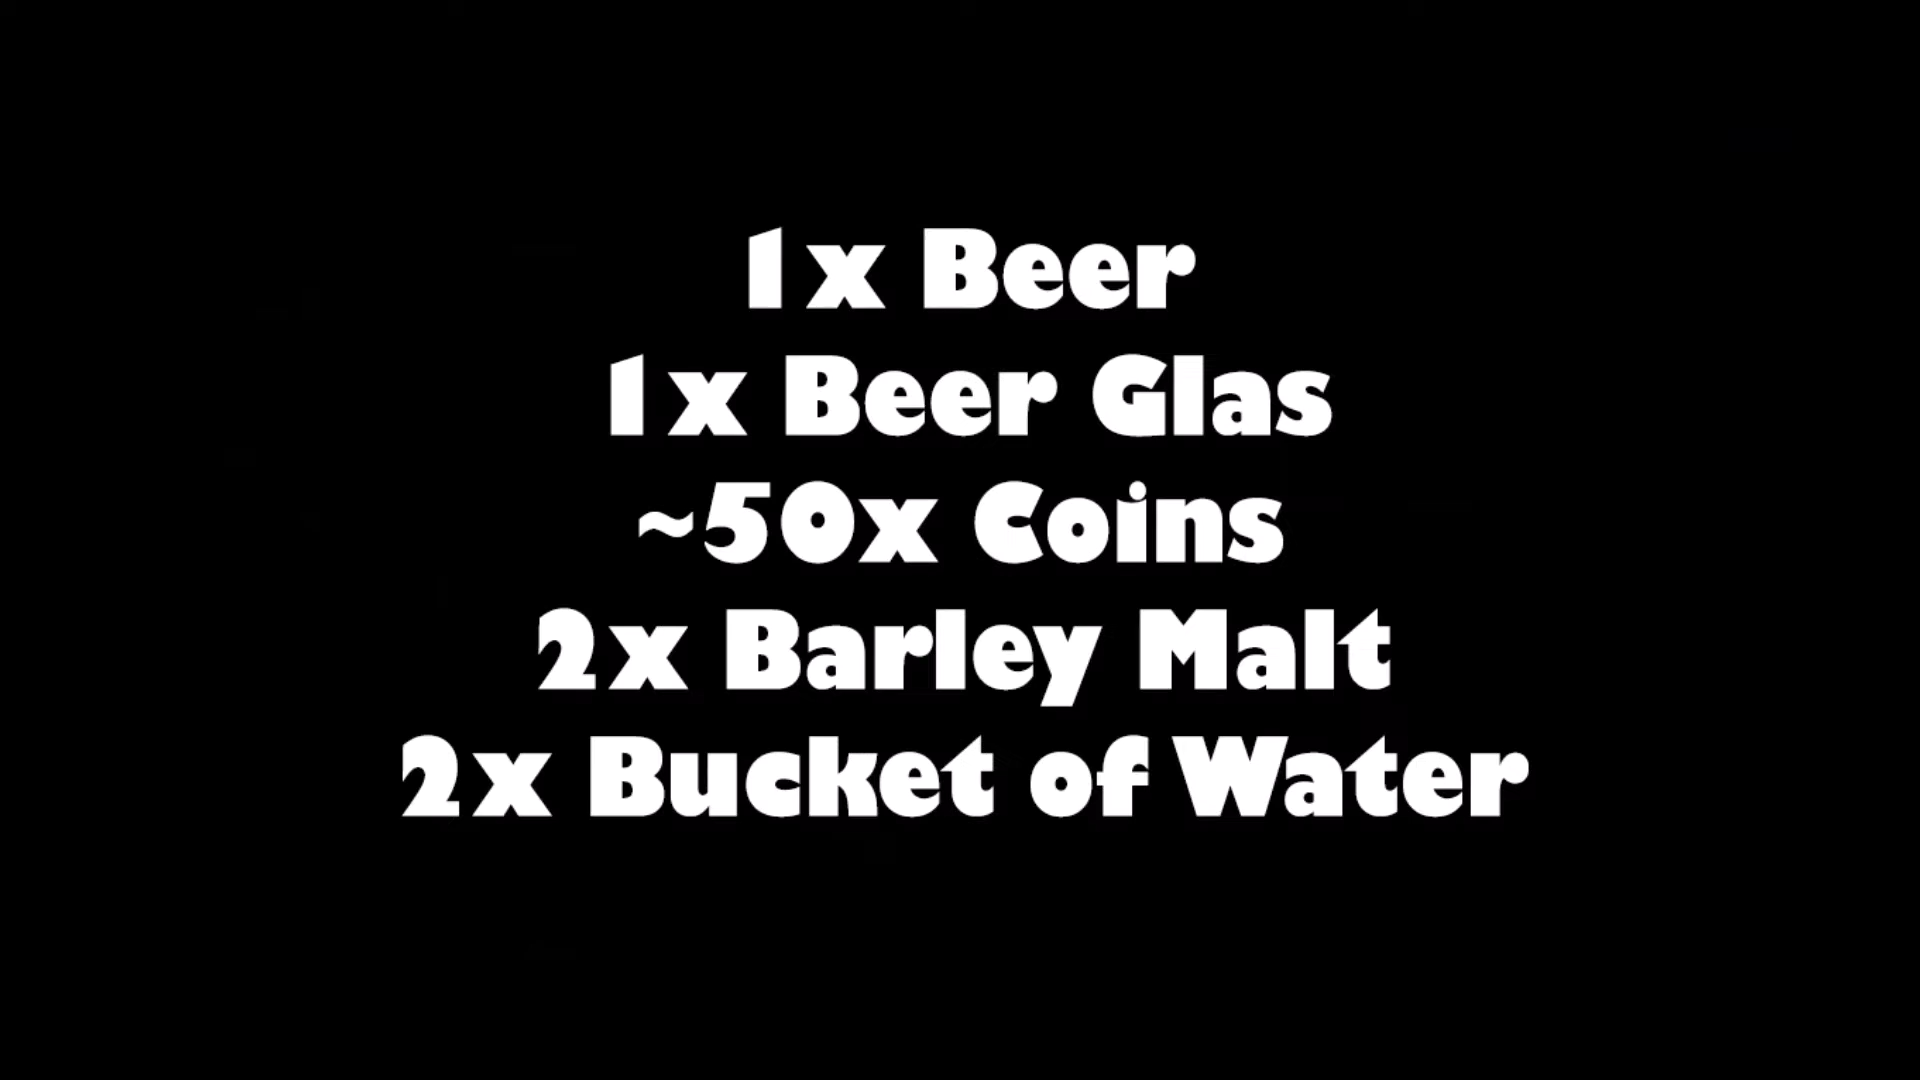 1x Beer
1x Beer Glas
~50x Coins
2x Barley Malt
2x Bucket of Water